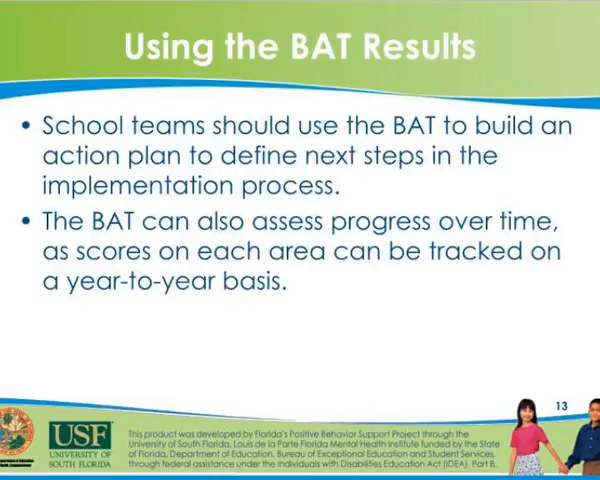 Using the BAT Results
• School teams should use the BAT to build an
action plan to define next steps in the
implementation process.
• The BAT can also assess progress over time,
as scores on each area can be tracked on
a year-to-year basis.
13
USF
UNIVERSITY OF
SOUTH FLORIDA
This product was developed by Florida's Positive Behavior Support Project through the
University of South Florida, Louis de la Parte Florida Mental Health Institute funded by the State
of Florida, Department of Education, Bureau of Exceptional Education and Student Services,
through federal assistance under the Individuals with Disabilities Education Act (IDEA), Part B.